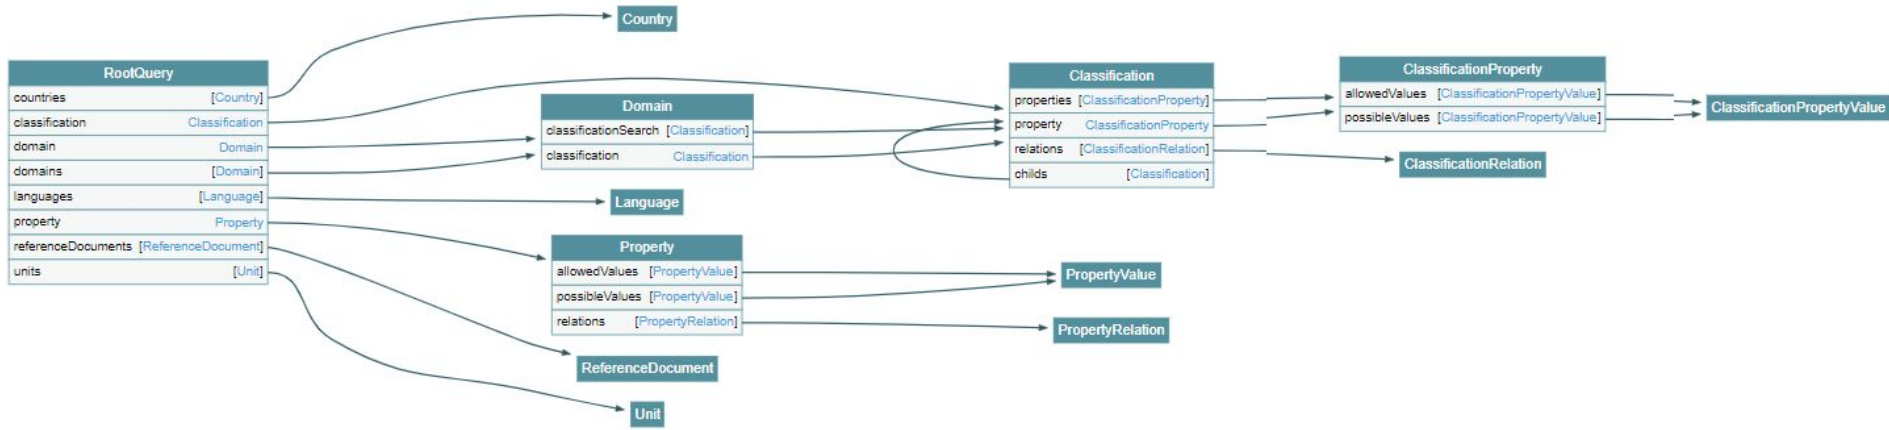 Country
RootQuery
countries [Country]
classification Classification
domain Domain
domains [Domain]
languages [Language]
property Property
referenceDocuments [ReferenceDocument]
units [Unit]
Domain
classificationSearch [Classification]
classification Classification
Language
Property
allowedValues [PropertyValue]
possibleValues [PropertyValue]
relations [PropertyRelation]
ReferenceDocument
Unit
Classification
properties [ClassificationProperty]
property ClassificationProperty
relations [ClassificationRelation]
childs [Classification]
PropertyValue
PropertyRelation
ClassificationProperty
allowedValues [ClassificationPropertyValue]
possibleValues [ClassificationPropertyValue]
ClassificationRelation
ClassificationPropertyValue